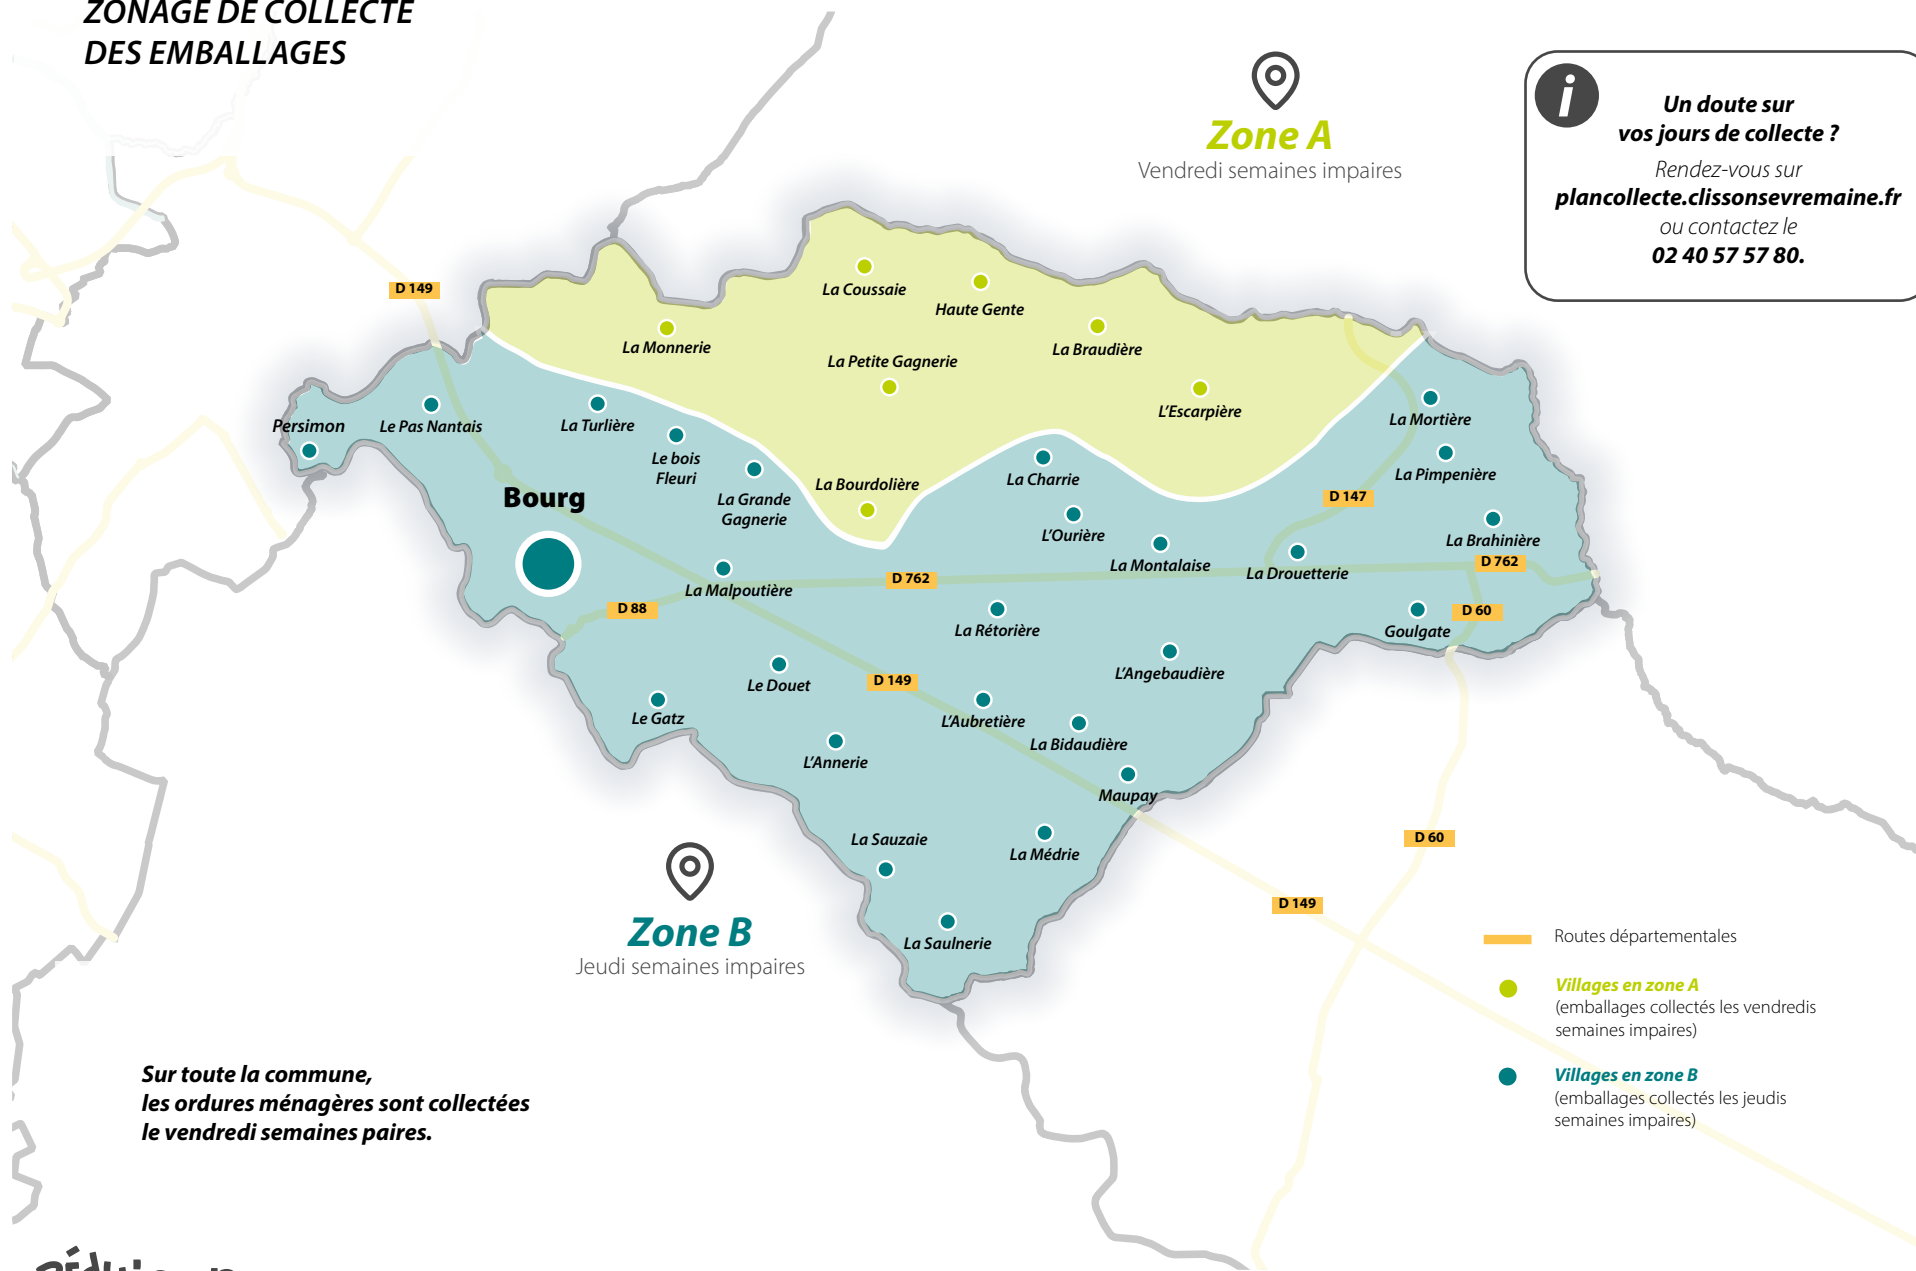 ZONAGE DE COLLECTE
DES EMBALLAGES
Zone A
Vendredi semaines impaires
i
Un doute sur
vos jours de collecte ?
Rendez-vous sur
plancollecte.clissonsevremaine.fr
ou contactez le
02 40 57 57 80.
D 149
La Coussaie
Haute Gente
La Monnerie
La Braudière
La Petite Gagnerie
L'Escarpière
La Mortière
Persimon
Le Pas Nantais
La Turlière
Le bois
Fleuri
La Grande
Gagnerie
La Bourdolière
La Charrie
La Pimpenière
Bourg
D 147
L'Ourière
La Brahinière
La Montalaise
La Drouetterie
D 762
D 762
La Malpoutière
D 88
La Rétorière
Goulgate
D 60
L'Angebaudière
Le Douet
D 149
Le Gatz
L'Aubretière
La Bidaudière
L'Annerie
Maupay
La Sauzaie
La Médrie
D 60
D 149
La Saulnerie
Zone B
Jeudi semaines impaires
Routes départementales
Villages en zone A
(emballages collectés les vendredis
semaines impaires)
Villages en zone B
(emballages collectés les jeudis
semaines impaires)
Sur toute la commune,
les ordures ménagères sont collectées
le vendredi semaines paires.